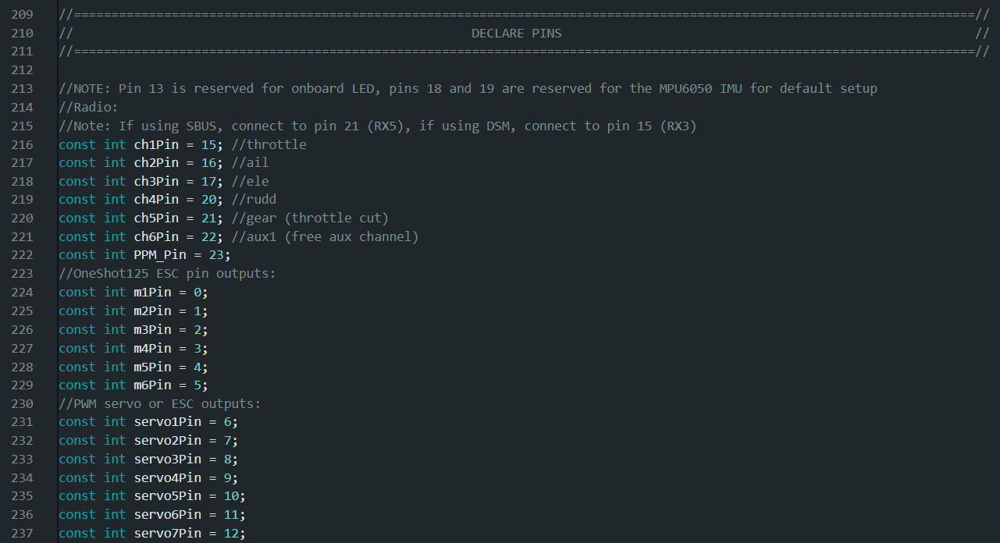 209 //========================================================================================================================//
210 //                                                     DECLARE PINS                                                       //
211 //========================================================================================================================//
212
213 //NOTE: Pin 13 is reserved for onboard LED, pins 18 and 19 are reserved for the MPU6050 IMU for default setup
214 //Radio:
215 //Note: If using SBUS, connect to pin 21 (RX5), if using DSM, connect to pin 15 (RX3)
216 const int ch1Pin = 15; //throttle
217 const int ch2Pin = 16; //ail
218 const int ch3Pin = 17; //ele
219 const int ch4Pin = 20; //rudd
220 const int ch5Pin = 21; //gear (throttle cut)
221 const int ch6Pin = 22; //aux1 (free aux channel)
222 const int PPM_Pin = 23;
223 //OneShot125 ESC pin outputs:
224 const int m1Pin = 0;
225 const int m2Pin = 1;
226 const int m3Pin = 2;
227 const int m4Pin = 3;
228 const int m5Pin = 4;
229 const int m6Pin = 5;
230 //PWM servo or ESC outputs:
231 const int servo1Pin = 6;
232 const int servo2Pin = 7;
233 const int servo3Pin = 8;
234 const int servo4Pin = 9;
235 const int servo5Pin = 10;
236 const int servo6Pin = 11;
237 const int servo7Pin = 12;